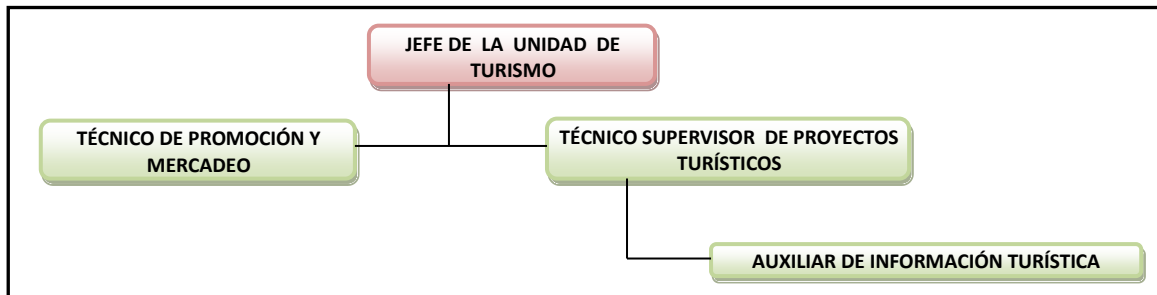 JEFE DE LA UNIDAD DE
TURISMO
TÉCNICO DE PROMOCIÓN Y
MERCADEO
TÉCNICO SUPERVISOR DE PROYECTOS
TURÍSTICOS
AUXILIAR DE INFORMACIÓN TURÍSTICA